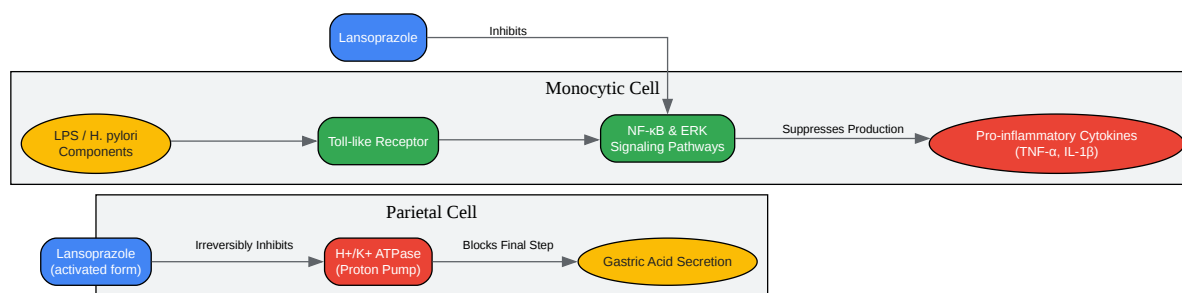 Lansoprazole
Inhibits
Monocytic Cell
LPS / H. pylori
Components
Toll-like Receptor
NF-κB & ERK
Signaling Pathways
Suppresses Production
Pro-inflammatory Cytokines
(TNF-α, IL-1β)
Parietal Cell
Lansoprazole
(activated form)
Irreversibly Inhibits
H+/K+ ATPase
(Proton Pump)
Blocks Final Step
Gastric Acid Secretion